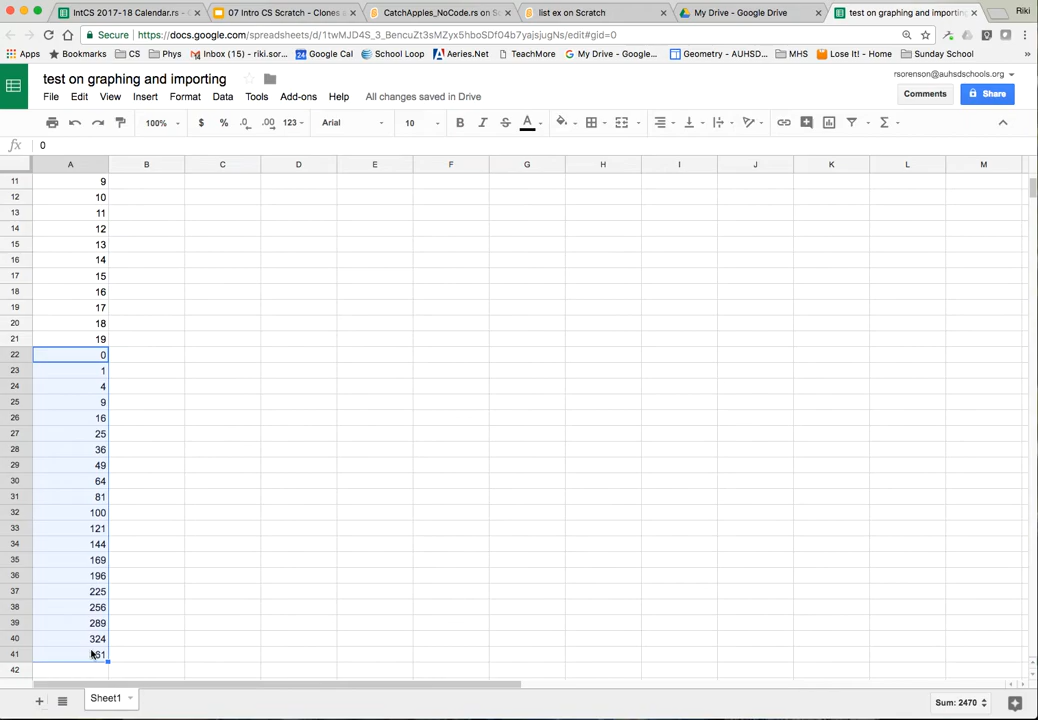 IntCS 2017-18 Calendar.rs - G
07 Intro CS Scratch - Clones a
CatchApples_NoCode.rs on Sc
list ex on Scratch
My Drive - Google Drive
test on graphing and importing
Riki
Secure
https://docs.google.com/spreadsheets/d/1twMJD4S_3_BencuZt3sMZyx5hboSDf04b7yajsjugNs/edit#gid=0
Apps
Bookmarks
CS
Phys
Inbox (15) - riki.sor...
24 Google Cal
School Loop
Aeries.Net
TeachMore
My Drive - Google...
Geometry - AUHSD...
MHS
Lose It! - Home
Sunday School
test on graphing and importing
rsorenson@auhsdschools.org
File Edit View Insert Format Data Tools Add-ons Help All changes saved in Drive
Comments
Share
100% $ % .0 .00 123 Arial 10 B I S A
fx 0
A B C D E F G H I J K L M
11 9
12 10
13 11
14 12
15 13
16 14
17 15
18 16
19 17
20 18
21 19
22 0
23 1
24 4
25 9
26 16
27 25
28 36
29 49
30 64
31 81
32 100
33 121
34 144
35 169
36 196
37 225
38 256
39 289
40 324
41
42
Sheet1
Sum: 2470